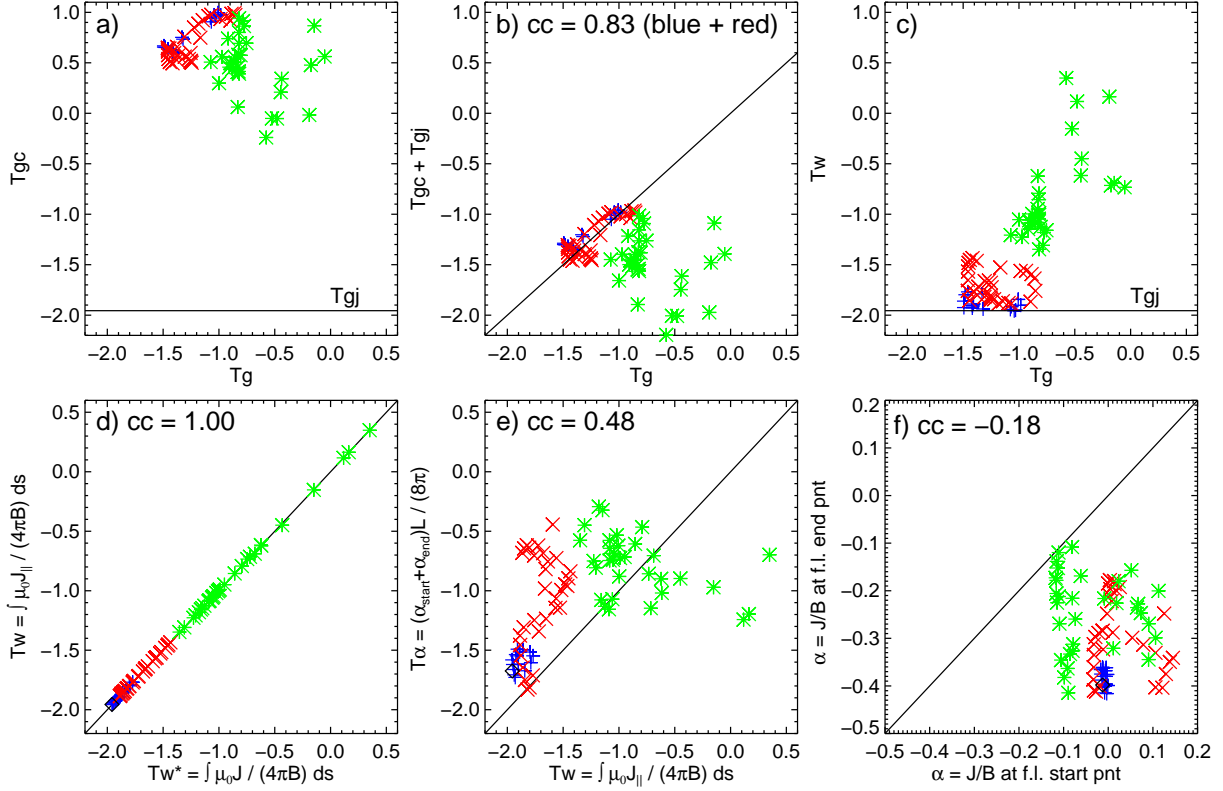 a)
b) cc = 0.83 (blue + red)
c)
0.5
0.0
−0.5
−1.0
−1.5
−2.0
Tgc
Tgj
−2.0 −1.5 −1.0 −0.5 0.0 0.5
Tg
0.5
0.0
−0.5
−1.0
−1.5
−2.0
Tgc + Tgj
−2.0 −1.5 −1.0 −0.5 0.0 0.5
Tg
0.5
0.0
−0.5
−1.0
−1.5
−2.0
Tw
Tgj
−2.0 −1.5 −1.0 −0.5 0.0 0.5
Tg
d) cc = 1.00
e) cc = 0.48
f) cc = −0.18
0.5
0.0
−0.5
−1.0
−1.5
−2.0
Tw = ∫ μ₀J|| / (4πB) ds
−2.0 −1.5 −1.0 −0.5 0.0 0.5
Tw* = ∫ μ₀J / (4πB) ds
0.5
0.0
−0.5
−1.0
−1.5
−2.0
Tα = (αstart+αend)L / (8π)
−2.0 −1.5 −1.0 −0.5 0.0 0.5
Tw = ∫ μ₀J|| / (4πB) ds
0.2
0.1
0.0
−0.1
−0.2
−0.3
−0.4
−0.5
α = J/B at f.l. end pnt
−0.5 −0.4 −0.3 −0.2 −0.1 0.0 0.1 0.2
α = J/B at f.l. start pnt